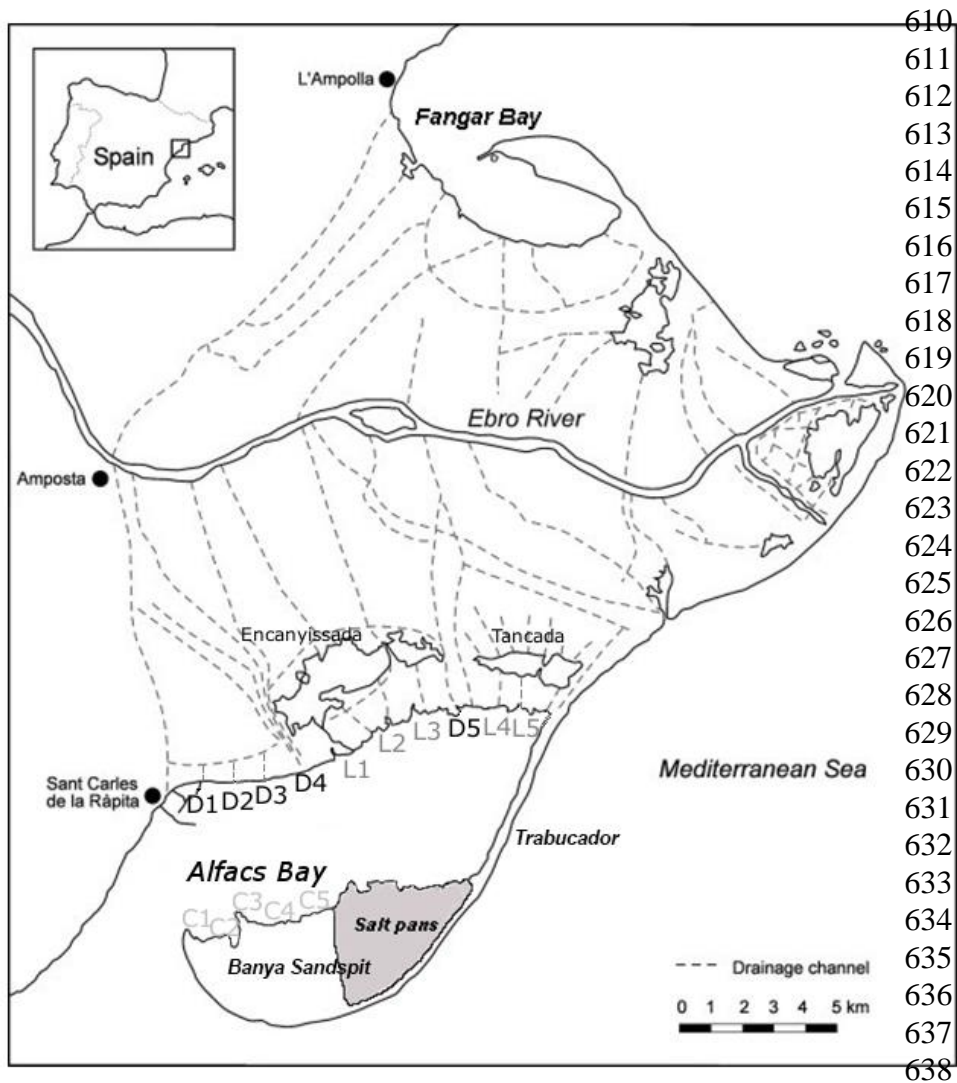 610
611
612
613
614
615
616
617
618
619
620
621
622
623
624
625
626
627
628
629
630
631
632
633
634
635
636
637
638
L'Ampolla
Fangar Bay
Spain
Ebro River
Amposta
Encanyissada
Tancada
L1
L2
L3
D5
L4
L5
D1
D2
D3
D4
Sant Carles
de la Ràpita
Mediterranean Sea
Trabucador
Alfacs Bay
C1
C2
C3
C4
C5
Salt pans
Banya Sandspit
Drainage channel
0 1 2 3 4 5 km